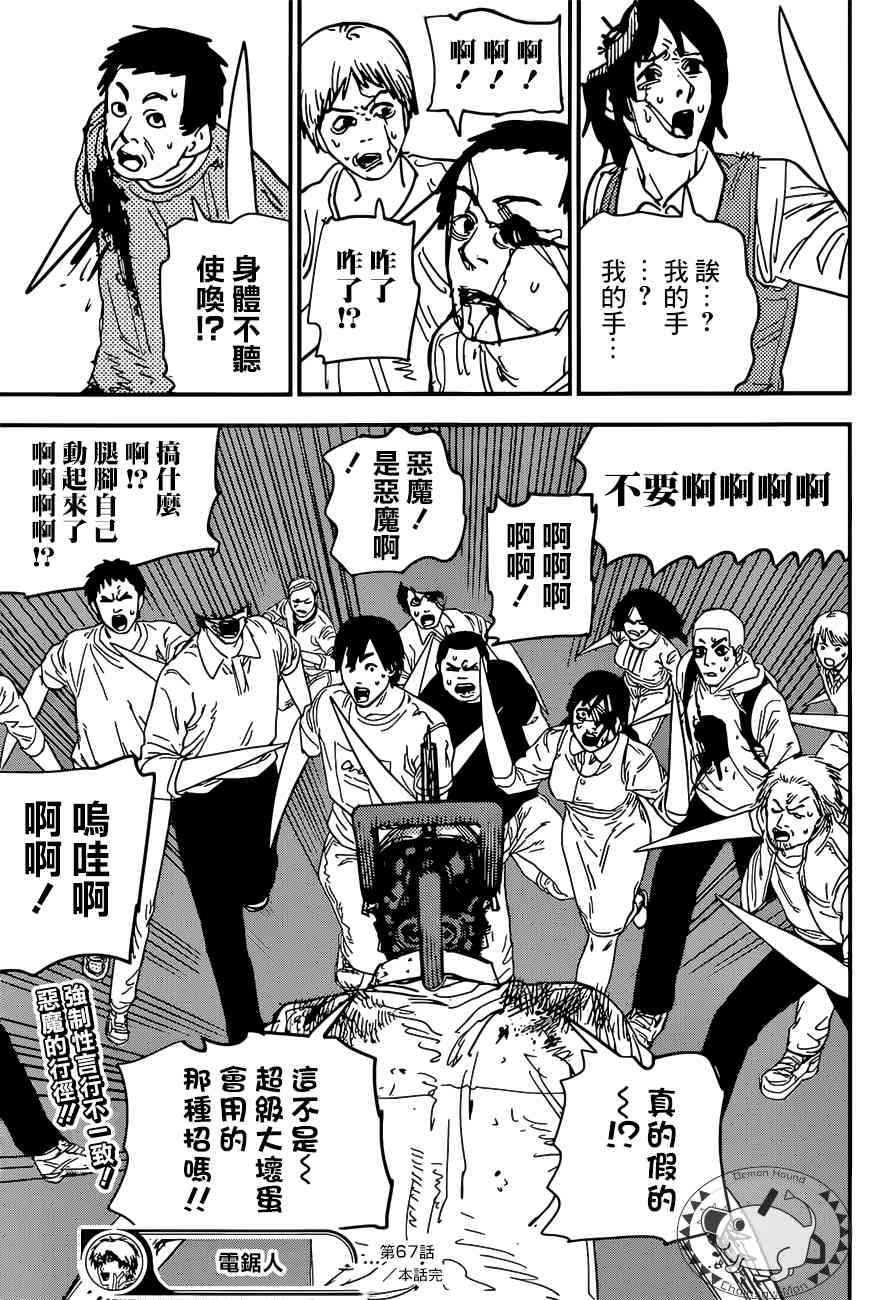 誒…?
我的手
…?
我的手…
啊!
啊!
啊!
咋了
咋了!?
身體不聽
使喚!?
不要啊啊啊啊
啊啊啊
啊啊!
惡魔!
是惡魔啊
!
搞什麼
啊!?
腿腳自己
動起來了
啊啊啊啊!?
嗚哇啊
啊啊!
真的假的
~!?
這不是~
超級大壞蛋
會用的
那種招嗎!!
強制性言行不一致!
惡魔的行徑!!
電鋸人
第67話
/本話完
Demon Hound
Chainsaw Man